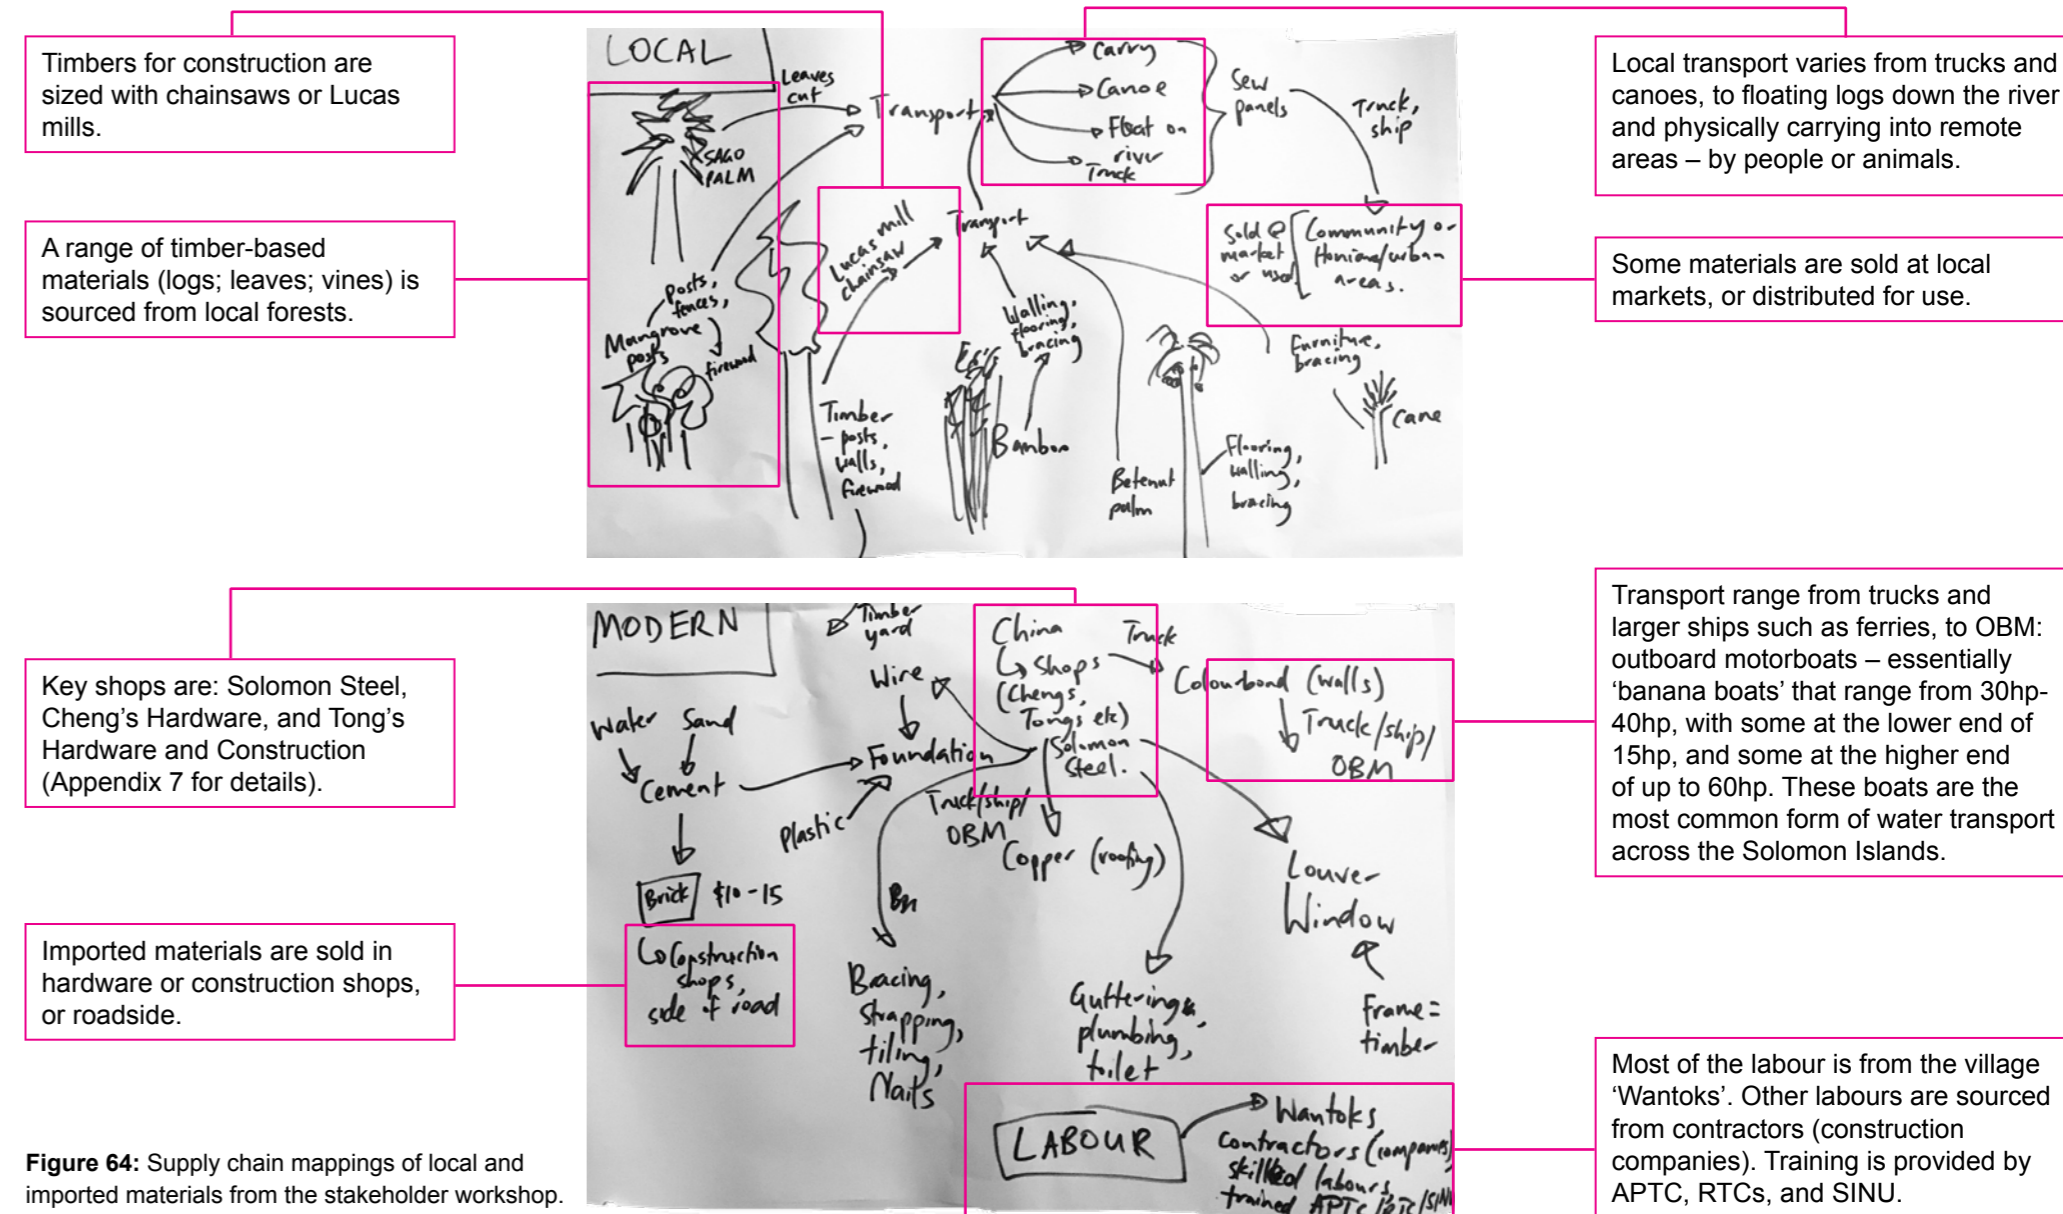 Timbers for construction are
sized with chainsaws or Lucas
mills.
A range of timber-based
materials (logs; leaves; vines) is
sourced from local forests.
LOCAL
Leaves
cut
SAGO
PALM
Transport
Carry
Canoe
Float on
river
Truck
Sew
panels
Truck,
ship
Sold @
market
or used
Community or
Honiara/urban
areas.
posts,
fences,
Mangrove
posts
firewood
Lucas mill
chainsaw
Transport
Walling,
flooring,
bracing
Timber
- posts,
walls,
firewood
Bamboo
Betenut
palm
Flooring,
walling,
bracing
Furniture,
bracing
Cane
Local transport varies from trucks and
canoes, to floating logs down the river
and physically carrying into remote
areas – by people or animals.
Some materials are sold at local
markets, or distributed for use.
Key shops are: Solomon Steel,
Cheng’s Hardware, and Tong’s
Hardware and Construction
(Appendix 7 for details).
Imported materials are sold in
hardware or construction shops,
or roadside.
MODERN
Timber
yard
Wire
Water Sand
Cement
Foundation
Plastic
Brick $10-15
Construction
shops,
side of road
China
Shops
(Chengs,
Tongs etc)
Solomon
Steel.
Truck
Colourbond (walls)
Truck/ship/
OBM
Truck/ship/
OBM
Copper (roofing)
Bracing,
strapping,
tiling,
Nails
Guttering,
plumbing,
toilet
Louver
Window
Frame =
timber
LABOUR
Wantoks
Contractors (companies)
skilled labours,
trained APTC/RTC/SINU
Transport range from trucks and
larger ships such as ferries, to OBM:
outboard motorboats – essentially
‘banana boats’ that range from 30hp-
40hp, with some at the lower end of
15hp, and some at the higher end
of up to 60hp. These boats are the
most common form of water transport
across the Solomon Islands.
Most of the labour is from the village
‘Wantoks’. Other labours are sourced
from contractors (construction
companies). Training is provided by
APTC, RTCs, and SINU.
Figure 64: Supply chain mappings of local and
imported materials from the stakeholder workshop.